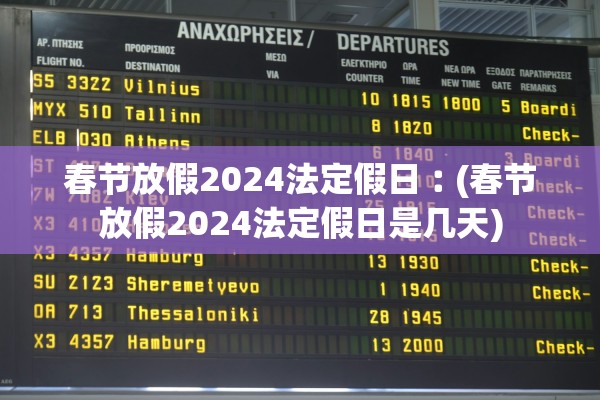 ΑΝΑΧΩΡΗΣΕΙΣ / DEPARTURES
ΑΡ. ΠΤΗΣΗΣ ΠΡΟΟΡΙΣΜΟΣ ΜΕΣΩ ΕΛΕΓΚΤΗΡΙΟ ΩΡΑ ΝΕΑ ΩΡΑ ΕΞΟΔΟΣ ΠΑΡΑΤΗΡΗΣΕΙΣ
FLIGHT NO. DESTINATION VIA COUNTER TIME NEW TIME GATE REMARKS
S5 3322 Vilnius 10 1815 1800 5 Boardi
MYX 510 Tallinn 8 1820 Check-
ELB 030 Athens 6 1840 3 Boardi
春节放假2024法定假日：(春节
放假2024法定假日是几天)
X3 4357 Hamburg 13 1930 Check-
SU 2123 Sheremetyevo 1 1940 Check-
OA 713 Thessaloniki 28 1945
X3 4357 Hamburg 13 2000 Check-